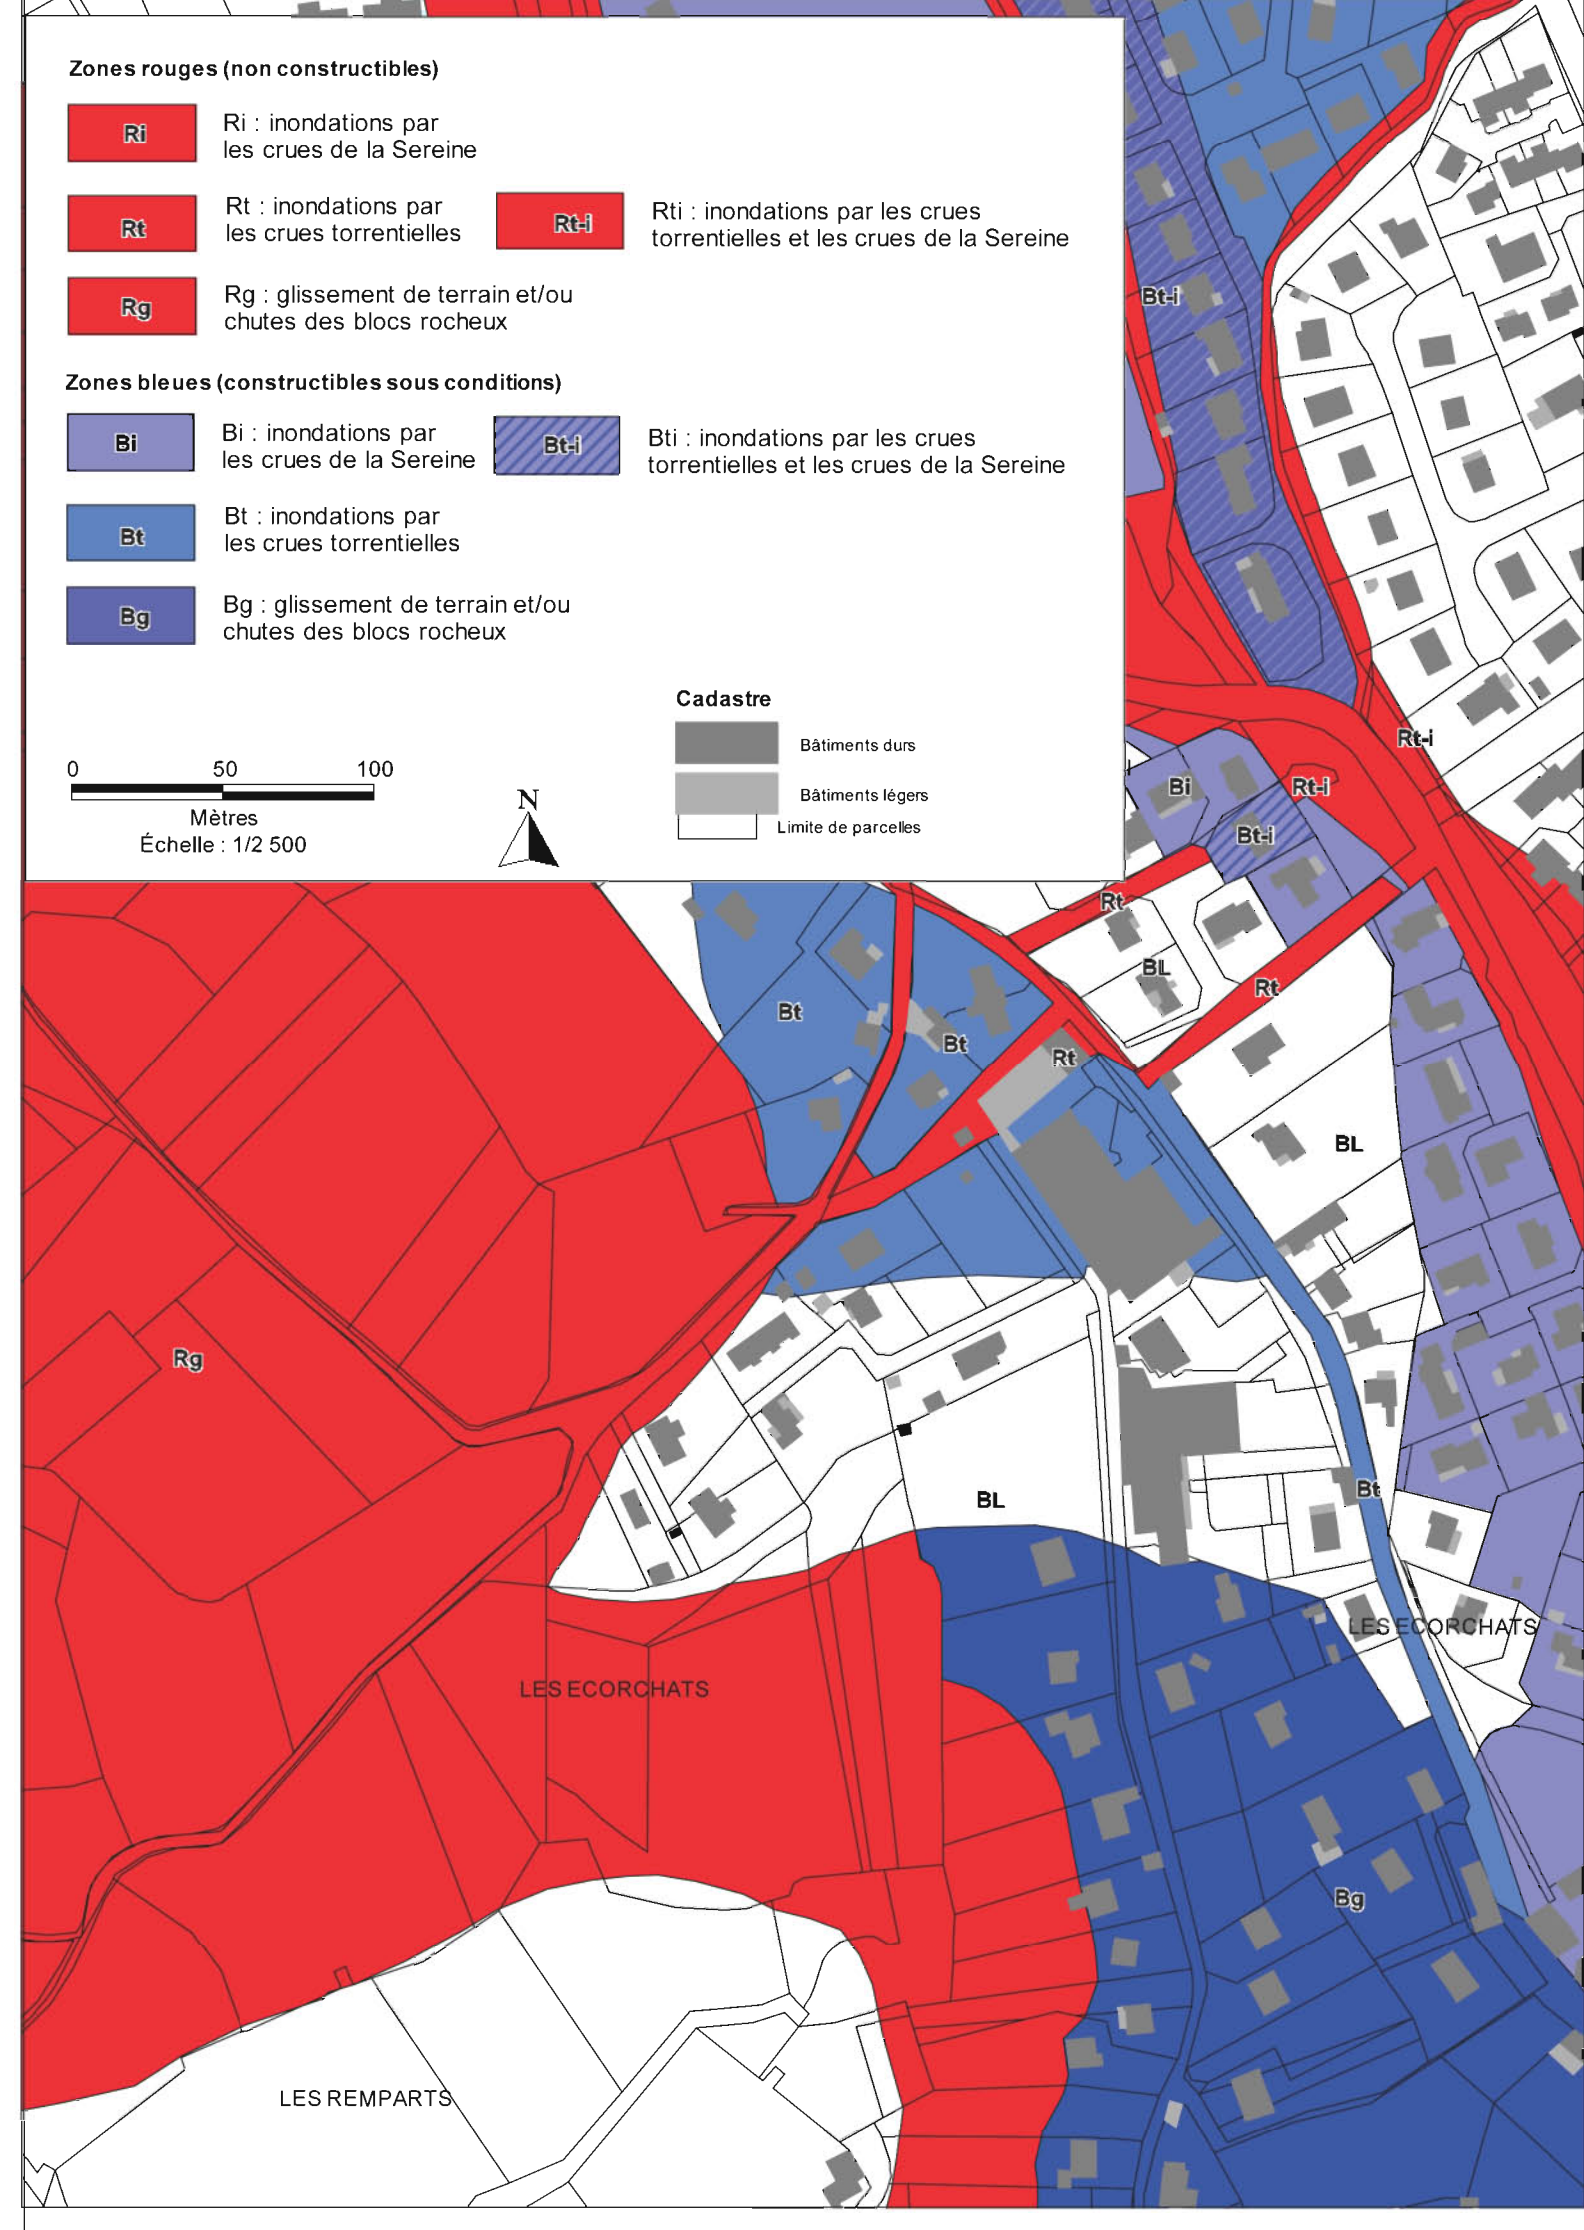 Zones rouges (non constructibles)
Ri
Ri : inondations par
les crues de la Sereine
Rt
Rt : inondations par
les crues torrentielles
Rt-i
Rti : inondations par les crues
torrentielles et les crues de la Sereine
Rg
Rg : glissement de terrain et/ou
chutes des blocs rocheux
Zones bleues (constructibles sous conditions)
Bi
Bi : inondations par
les crues de la Sereine
Bt-i
Bti : inondations par les crues
torrentielles et les crues de la Sereine
Bt
Bt : inondations par
les crues torrentielles
Bg
Bg : glissement de terrain et/ou
chutes des blocs rocheux
Cadastre
Bâtiments durs
Bâtiments légers
Limite de parcelles
0 50 100
Mètres
Échelle : 1/2 500
N
Bt-i
Rt-i
Bi
Rt-i
Bt-i
Rt
BL
Rt
Bt
Bt
Rt
BL
Rg
Bt
BL
LES ECORCHATS
LES ECORCHATS
Bg
LES REMPARTS